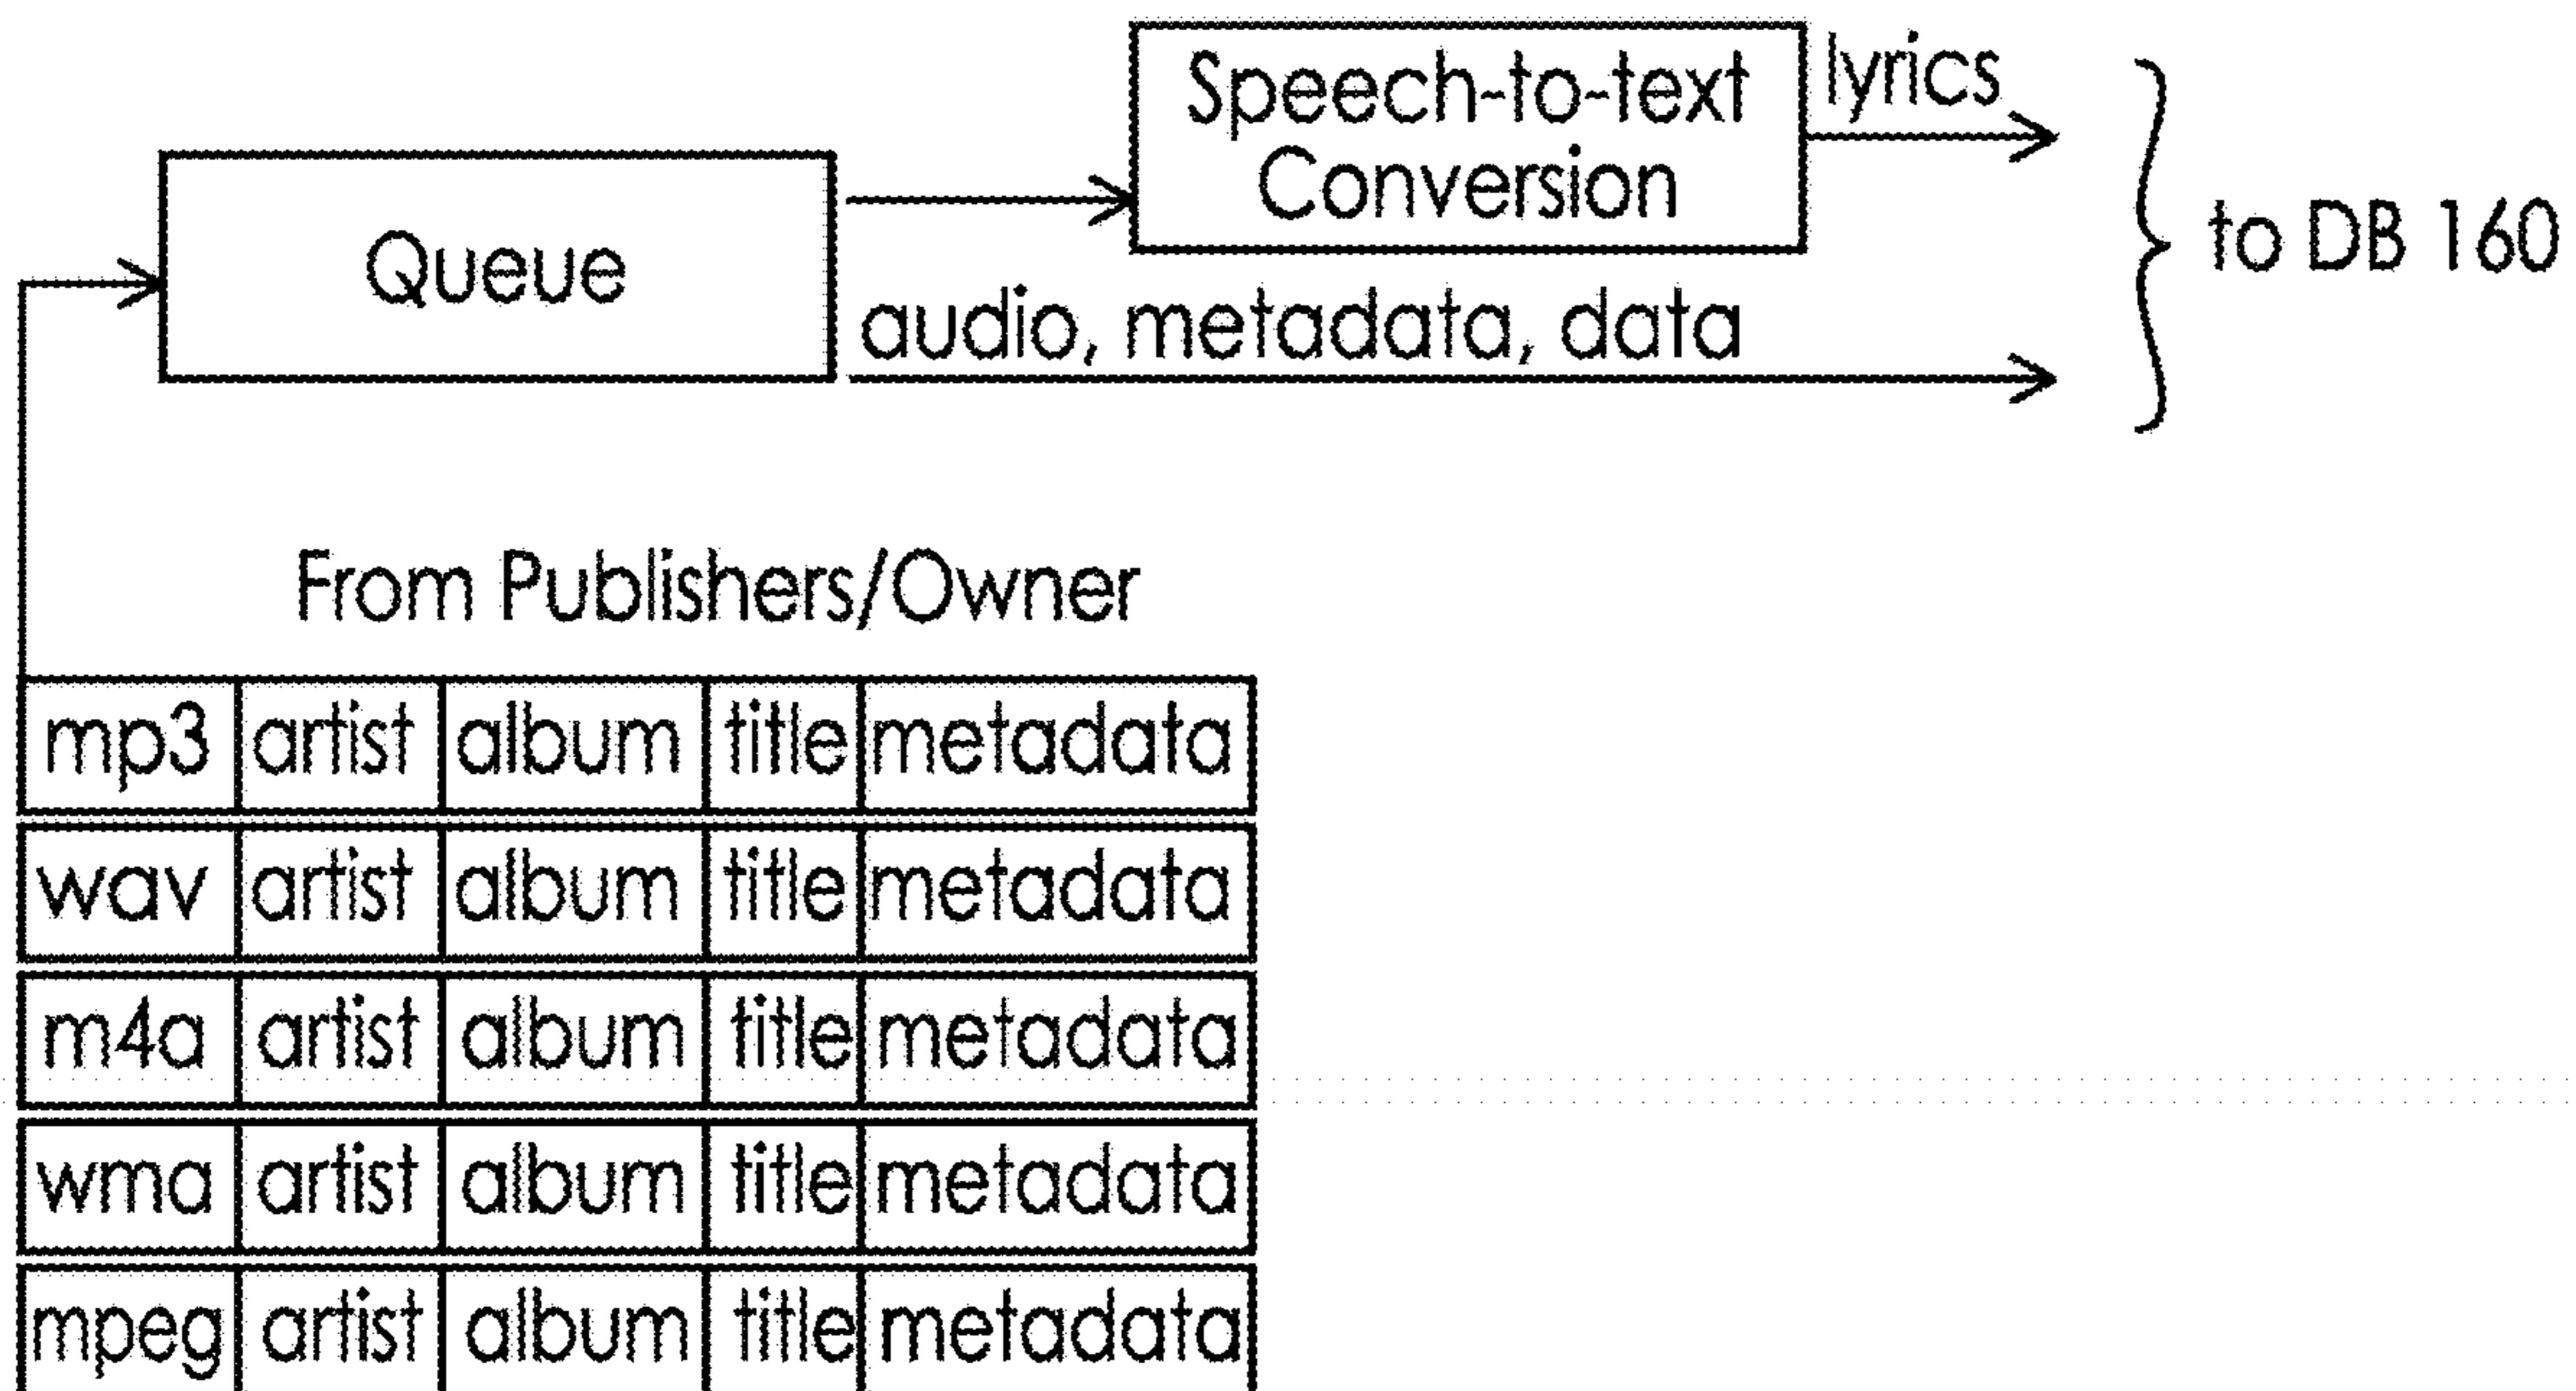 Speech-to-text
Conversion
lyrics
Queue
to DB 160
audio, metadata, data
From Publishers/Owner
mp3 artist album title metadata
wav artist album title metadata
m4a artist album title metadata
wma artist album title metadata
mpeg artist album title metadata